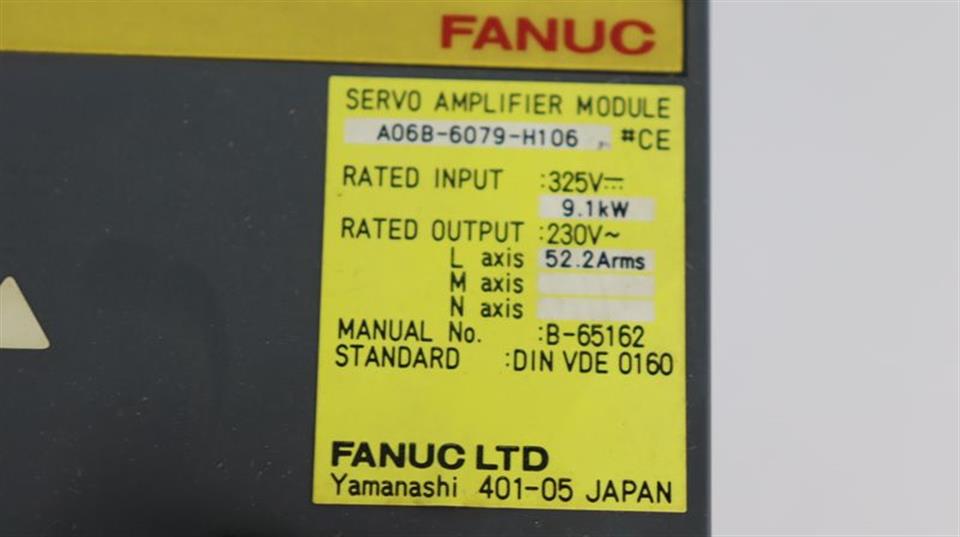 FANUC
SERVO AMPLIFIER MODULE
A06B-6079-H106 #CE
RATED INPUT :325V⎓
9.1kW
RATED OUTPUT :230V~
L axis 52.2Arms
M axis
N axis
MANUAL No. :B-65162
STANDARD :DIN VDE 0160
FANUC LTD
Yamanashi 401-05 JAPAN